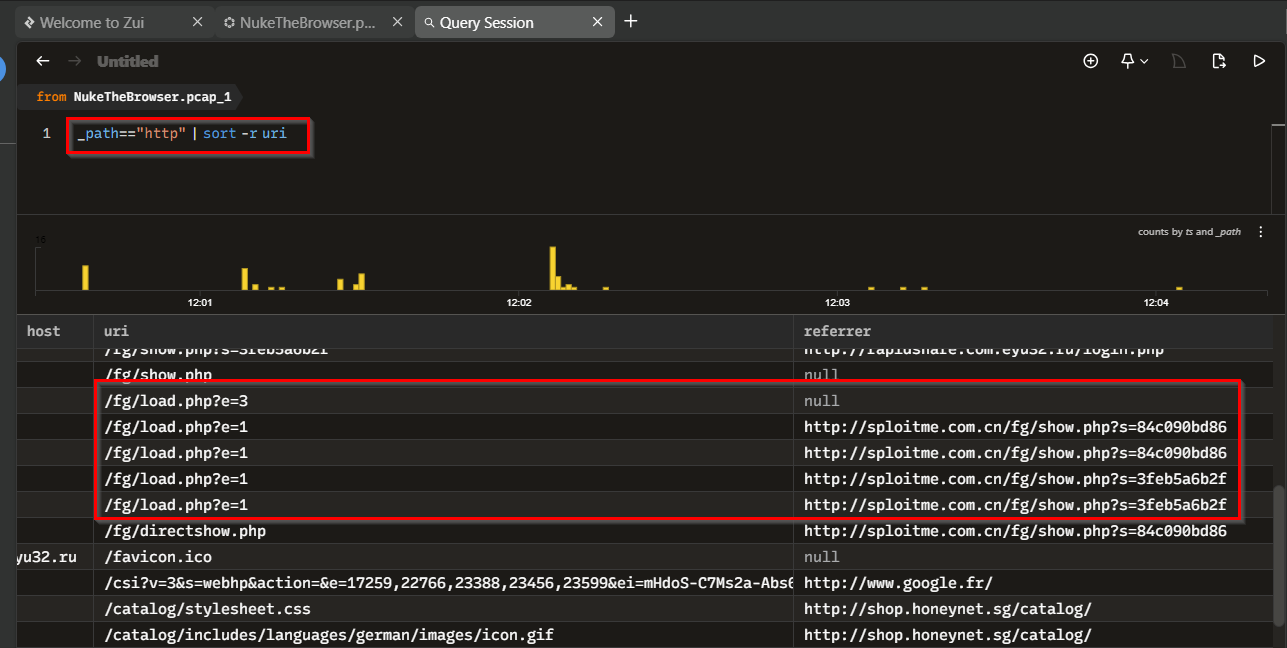 Welcome to Zui
NukeTheBrowser.p...
Query Session
Untitled
from NukeTheBrowser.pcap_1
1 _path=="http" | sort -r uri
16
counts by ts and _path
12:01 12:02 12:03 12:04
host uri referrer
/fg/show.php?s=3feb5a6b2f http://rapidshare.com.eyu32.ru/login.php
/fg/show.php null
/fg/load.php?e=3 null
/fg/load.php?e=1 http://sploitme.com.cn/fg/show.php?s=84c090bd86
/fg/load.php?e=1 http://sploitme.com.cn/fg/show.php?s=84c090bd86
/fg/load.php?e=1 http://sploitme.com.cn/fg/show.php?s=3feb5a6b2f
/fg/load.php?e=1 http://sploitme.com.cn/fg/show.php?s=3feb5a6b2f
/fg/directshow.php http://sploitme.com.cn/fg/show.php?s=84c090bd86
yu32.ru /favicon.ico null
/csi?v=3&s=webhp&action=&e=17259,22766,23388,23456,23599&ei=mHdoS-C7Ms2a-Abs6 http://www.google.fr/
/catalog/stylesheet.css http://shop.honeynet.sg/catalog/
/catalog/includes/languages/german/images/icon.gif http://shop.honeynet.sg/catalog/